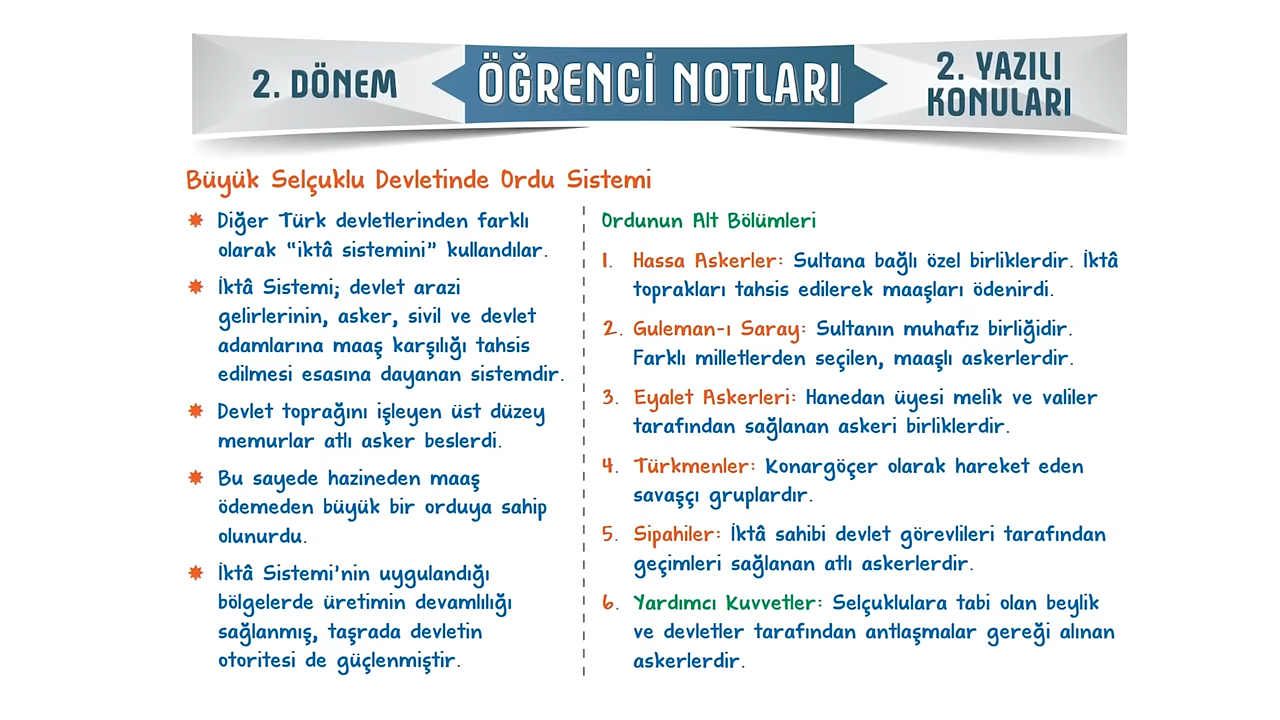 2. DÖNEM
ÖĞRENCİ NOTLARI
2. YAZILI
KONULARI
Büyük Selçuklu Devletinde Ordu Sistemi
Diğer Türk devletlerinden farklı
olarak “iktâ sistemini” kullandılar.
İktâ Sistemi; devlet arazi
gelirlerinin, asker, sivil ve devlet
adamlarına maaş karşılığı tahsis
edilmesi esasına dayanan sistemdir.
Devlet toprağını işleyen üst düzey
memurlar atlı asker beslerdi.
Bu sayede hazineden maaş
ödemeden büyük bir orduya sahip
olunurdu.
İktâ Sistemi’nin uygulandığı
bölgelerde üretimin devamlılığı
sağlanmış, taşrada devletin
otoritesi de güçlenmiştir.
Ordunun Alt Bölümleri
1. Hassa Askerler: Sultana bağlı özel birliklerdir. İktâ
toprakları tahsis edilerek maaşları ödenirdi.
2. Guleman-ı Saray: Sultanın muhafız birliğidir.
Farklı milletlerden seçilen, maaşlı askerlerdir.
3. Eyalet Askerleri: Hanedan üyesi melik ve valiler
tarafından sağlanan askeri birliklerdir.
4. Türkmenler: Konargöçer olarak hareket eden
savaşçı gruplardır.
5. Sipahiler: İktâ sahibi devlet görevlileri tarafından
geçimleri sağlanan atlı askerlerdir.
6. Yardımcı Kuvvetler: Selçuklulara tabi olan beylik
ve devletler tarafından antlaşmalar gereği alınan
askerlerdir.